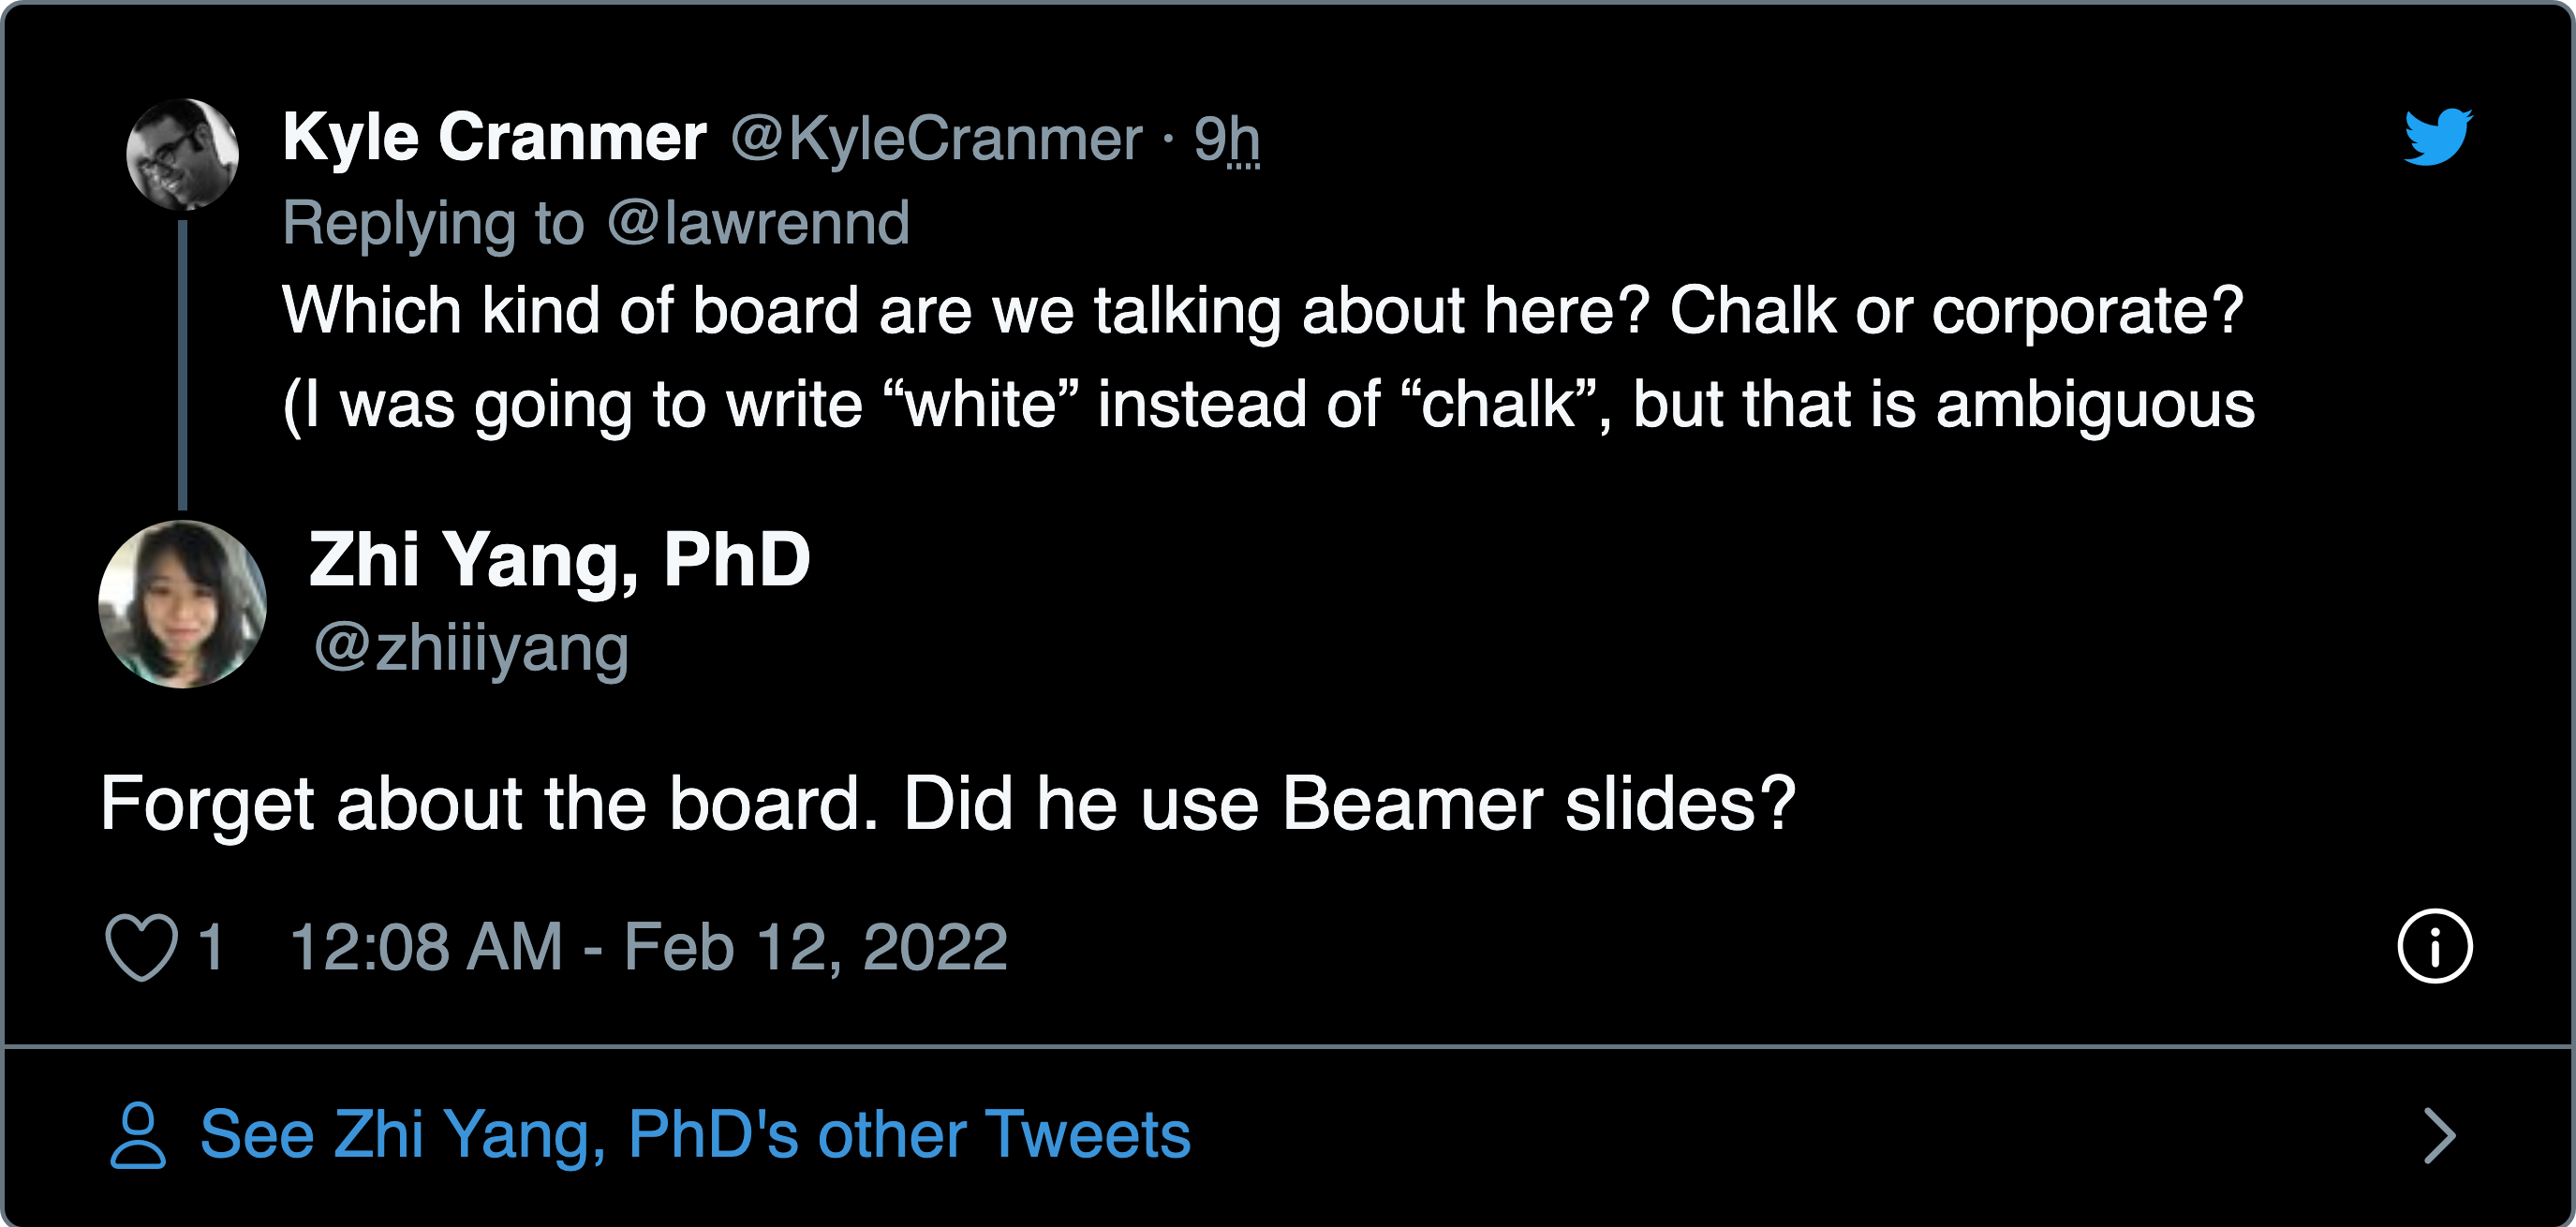 Kyle Cranmer @KyleCranmer · 9h
Replying to @lawrennd
Which kind of board are we talking about here? Chalk or corporate?
(I was going to write “white” instead of “chalk”, but that is ambiguous
Zhi Yang, PhD
@zhiiiyang
Forget about the board. Did he use Beamer slides?
1 12:08 AM - Feb 12, 2022
See Zhi Yang, PhD's other Tweets